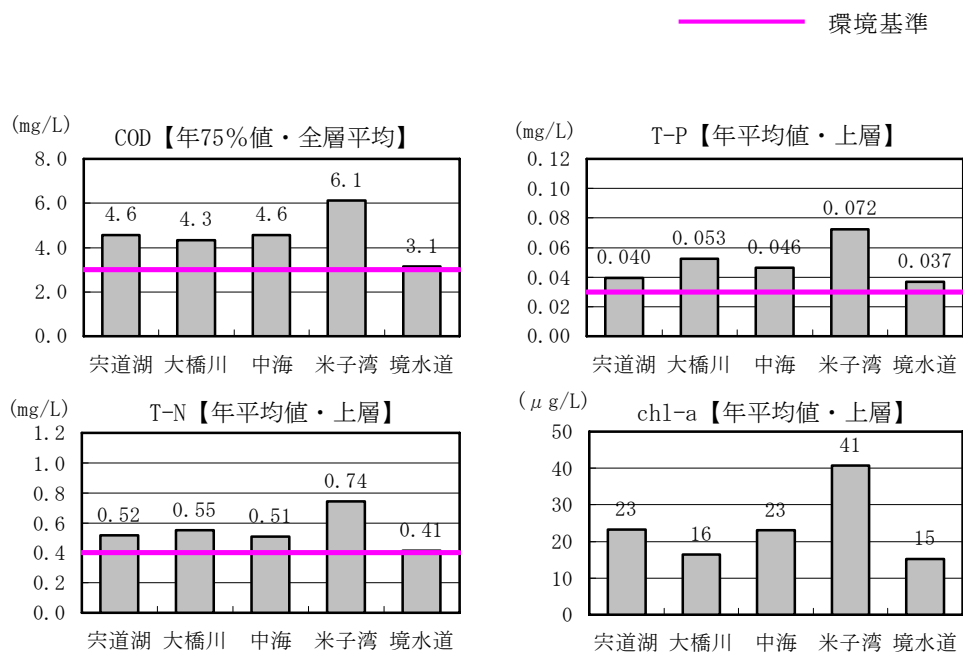 環境基準
(mg/L)
COD【年75%値・全層平均】
8.0
6.0
4.0
2.0
0.0
4.6
4.3
4.6
6.1
3.1
宍道湖
大橋川
中海
米子湾
境水道
(mg/L)
T-P【年平均値・上層】
0.12
0.10
0.08
0.06
0.04
0.02
0.00
0.040
0.053
0.046
0.072
0.037
宍道湖
大橋川
中海
米子湾
境水道
(mg/L)
T-N【年平均値・上層】
1.2
1.0
0.8
0.6
0.4
0.2
0.0
0.52
0.55
0.51
0.74
0.41
宍道湖
大橋川
中海
米子湾
境水道
(μg/L)
chl-a【年平均値・上層】
50
40
30
20
10
0
23
16
23
41
15
宍道湖
大橋川
中海
米子湾
境水道